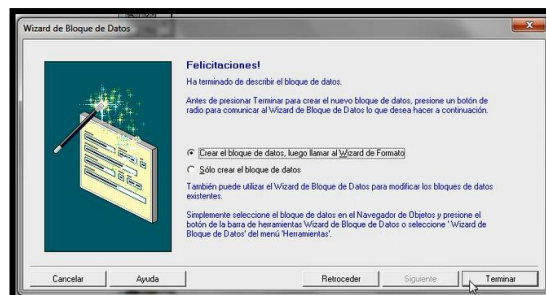 Wizard de Bloque de Datos
Felicitaciones!
Ha terminado de describir el bloque de datos.
Antes de presionar Terminar para crear el nuevo bloque de datos, presione un botón de
radio para comunicar al Wizard de Bloque de Datos lo que desea hacer a continuación.
Crear el bloque de datos, luego llamar al Wizard de Formato
Sólo crear el bloque de datos
También puede utilizar el Wizard de Bloque de Datos para modificar los bloques de datos
existentes.
Simplemente seleccione el bloque de datos en el Navegador de Objetos y presione el
botón de la barra de herramientas Wizard de Bloque de Datos o seleccione 'Wizard de
Bloque de Datos' del menú 'Herramientas'.
Cancelar Ayuda Retroceder Siguiente Terminar